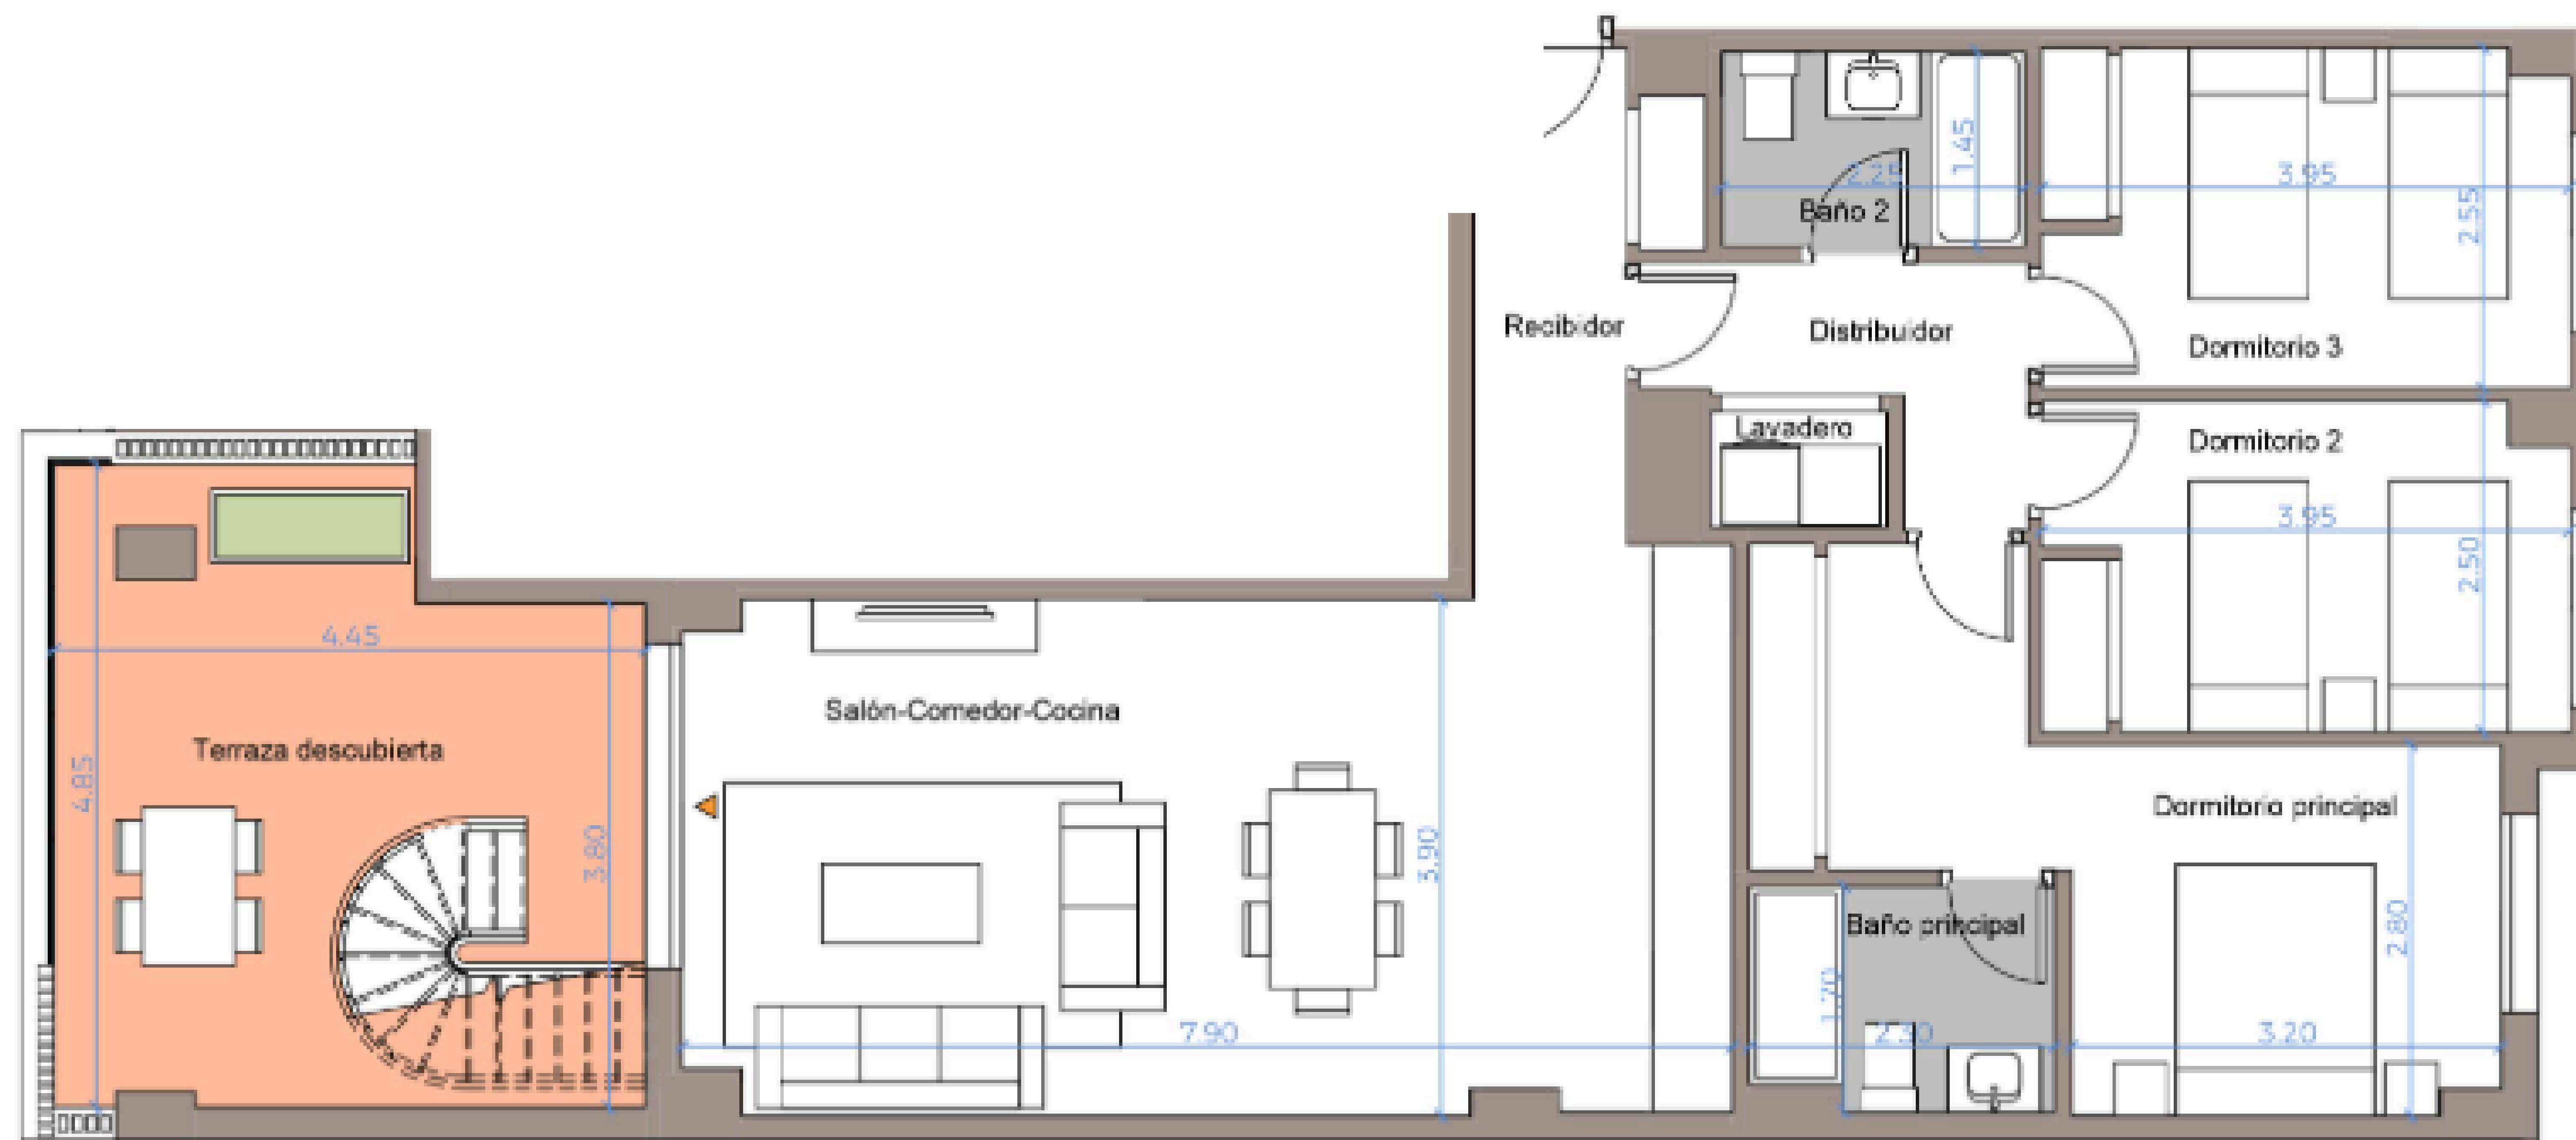 1.45
2.25
Baño 2
3.95
2.55
Recibidor
Distribuidor
Dormitorio 3
Lavadero
Dormitorio 2
3.95
2.50
4.45
Salón-Comedor-Cocina
Terraza descubierta
4.85
3.80
3.90
Dormitorio principal
Baño principal
2.80
1.70
7.90
2.30
3.20